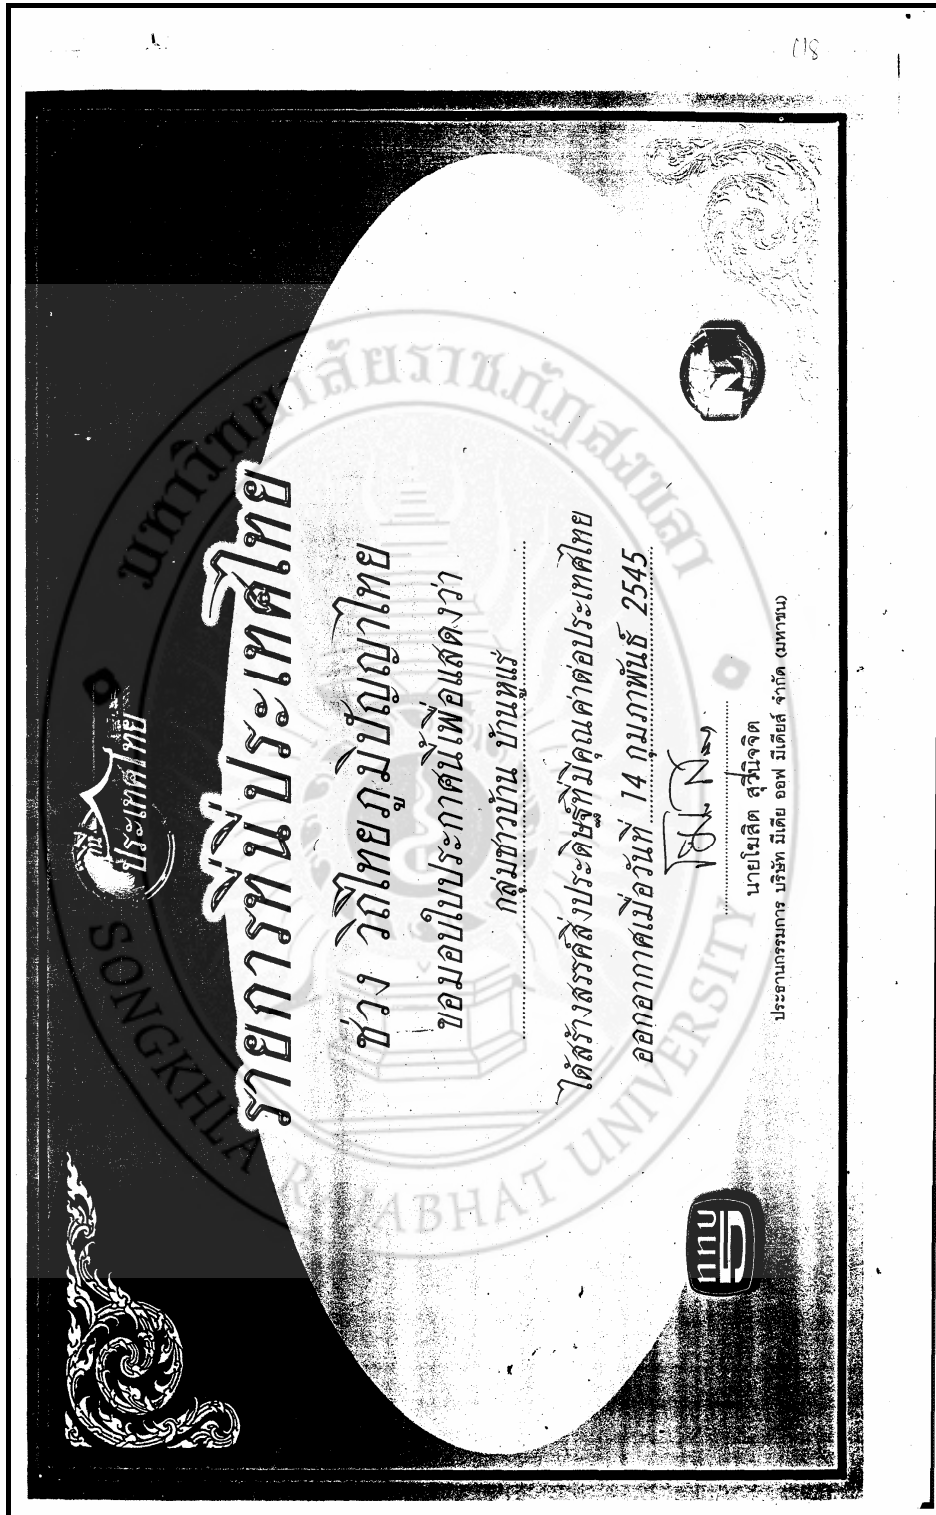 118
ที่นี่
ประเทศไทย
รายการที่นี่ประเทศไทย
ช่วง วิถีไทยภูมิปัญญาไทย
ขอมอบใบประกาศนี้เพื่อแสดงว่า
กลุ่มชาวบ้าน บ้านหูแร่
ได้สร้างสรรค์สิ่งประดิษฐ์ที่มีคุณค่าต่อประเทศไทย
ออกอากาศเมื่อวันที่ 14 กุมภาพันธ์ 2545
นายโฆสิต สุวินิจจิต
ประธานกรรมการ บริษัท มีเดีย ออฟ มีเดียส์ จำกัด (มหาชน)
ททบ
5
มหาวิทยาลัยราชภัฏสงขลา
SONGKHLA RAJABHAT UNIVERSITY